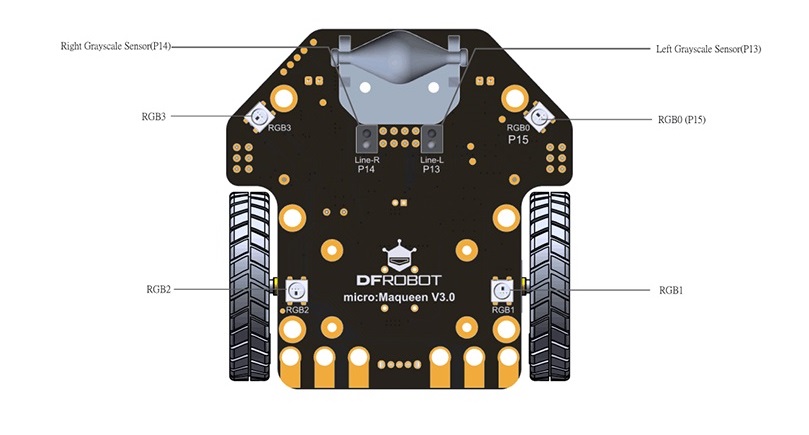 Right Grayscale Sensor(P14)
Left Grayscale Sensor(P13)
RGB3
RGB3
RGB0
P15
RGB0 (P15)
Line-R
P14
Line-L
P13
DFROBOT
micro:Maqueen V3.0
RGB2
RGB2
RGB1
RGB1